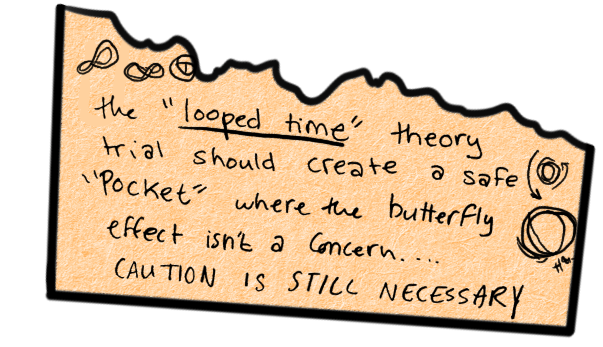 the "looped time" theory
trial should create a safe
"Pocket" where the butterfly
effect isn't a concern....
CAUTION IS STILL NECESSARY